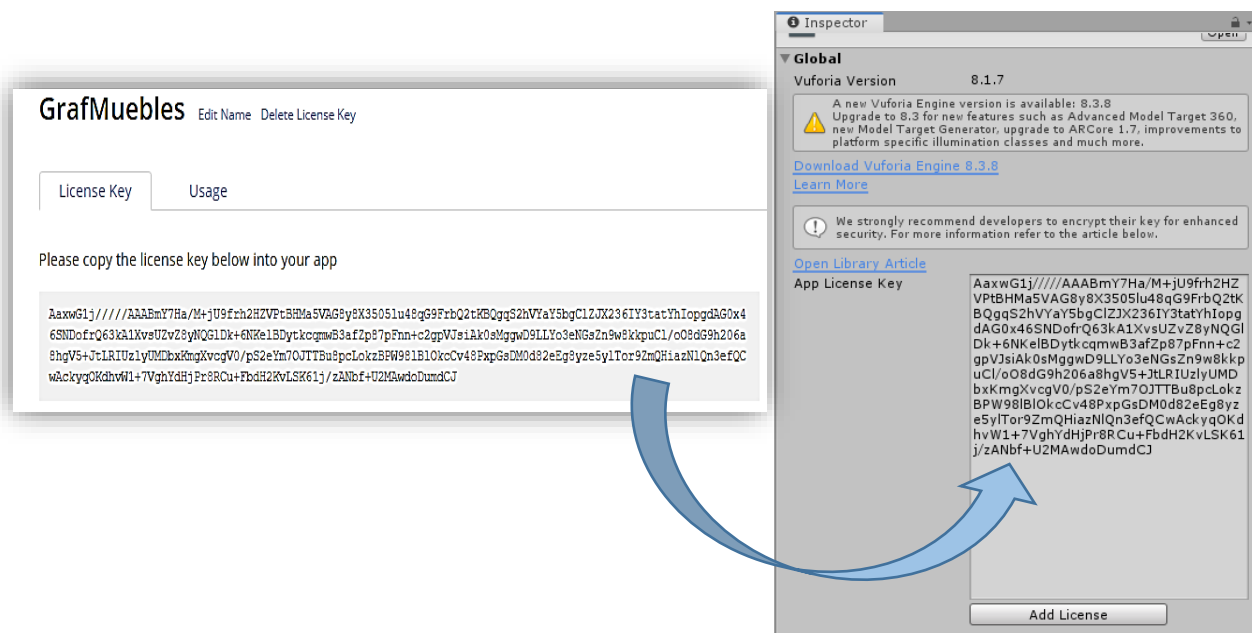 GrafMuebles Edit Name Delete License Key
License Key Usage
Please copy the license key below into your app
AaxwG1j/////AAABmY7Ha/M+jU9frh2HZVPtBHMa5VAG8y8X3505lu48qG9FrbQ2tKBQgqS2hVYaY5bgClZJX236IY3tatYhIopgdAG0x4
6SNDofrQ63kA1XvsUZvZ8yNQGlDk+6NKelBDytkcqmwB3afZp87pFnn+c2gpVJsiAk0sMggwD9LLYo3eNGsZn9w8kkpuCl/oO8dG9h206a
8hgV5+JtLRIUzlyUMDbxKmgXvcgV0/pS2eYm7OJTTBu8pcLokzBPW98lBlOkcCv48PxpGsDM0d82eEg8yze5ylTor9ZmQHiazNlQn3efQC
wAckyqOKdhvW1+7VghYdHjPr8RCu+FbdH2KvLSK61j/zANbf+U2MAwdoDumdCJ
Inspector
Open
Global
Vuforia Version 8.1.7
A new Vuforia Engine version is available: 8.3.8
Upgrade to 8.3 for new features such as Advanced Model Target 360,
new Model Target Generator, upgrade to ARCore 1.7, improvements to
platform specific illumination classes and much more.
Download Vuforia Engine 8.3.8
Learn More
We strongly recommend developers to encrypt their key for enhanced
security. For more information refer to the article below.
Open Library Article
App License Key
AaxwG1j/////AAABmY7Ha/M+jU9frh2HZ
VPtBHMa5VAG8y8X3505lu48qG9FrbQ2tK
BQgqS2hVYaY5bgClZJX236IY3tatYhIopg
dAG0x46SNDofrQ63kA1XvsUZvZ8yNQGl
Dk+6NKelBDytkcqmwB3afZp87pFnn+c2
gpVJsiAk0sMggwD9LLYo3eNGsZn9w8kkp
uCl/oO8dG9h206a8hgV5+JtLRIUzlyUMD
bxKmgXvcgV0/pS2eYm7OJTTBu8pcLokz
BPW98lBlOkcCv48PxpGsDM0d82eEg8yz
e5ylTor9ZmQHiazNlQn3efQCwAckyqOKd
hvW1+7VghYdHjPr8RCu+FbdH2KvLSK61
j/zANbf+U2MAwdoDumdCJ
Add License